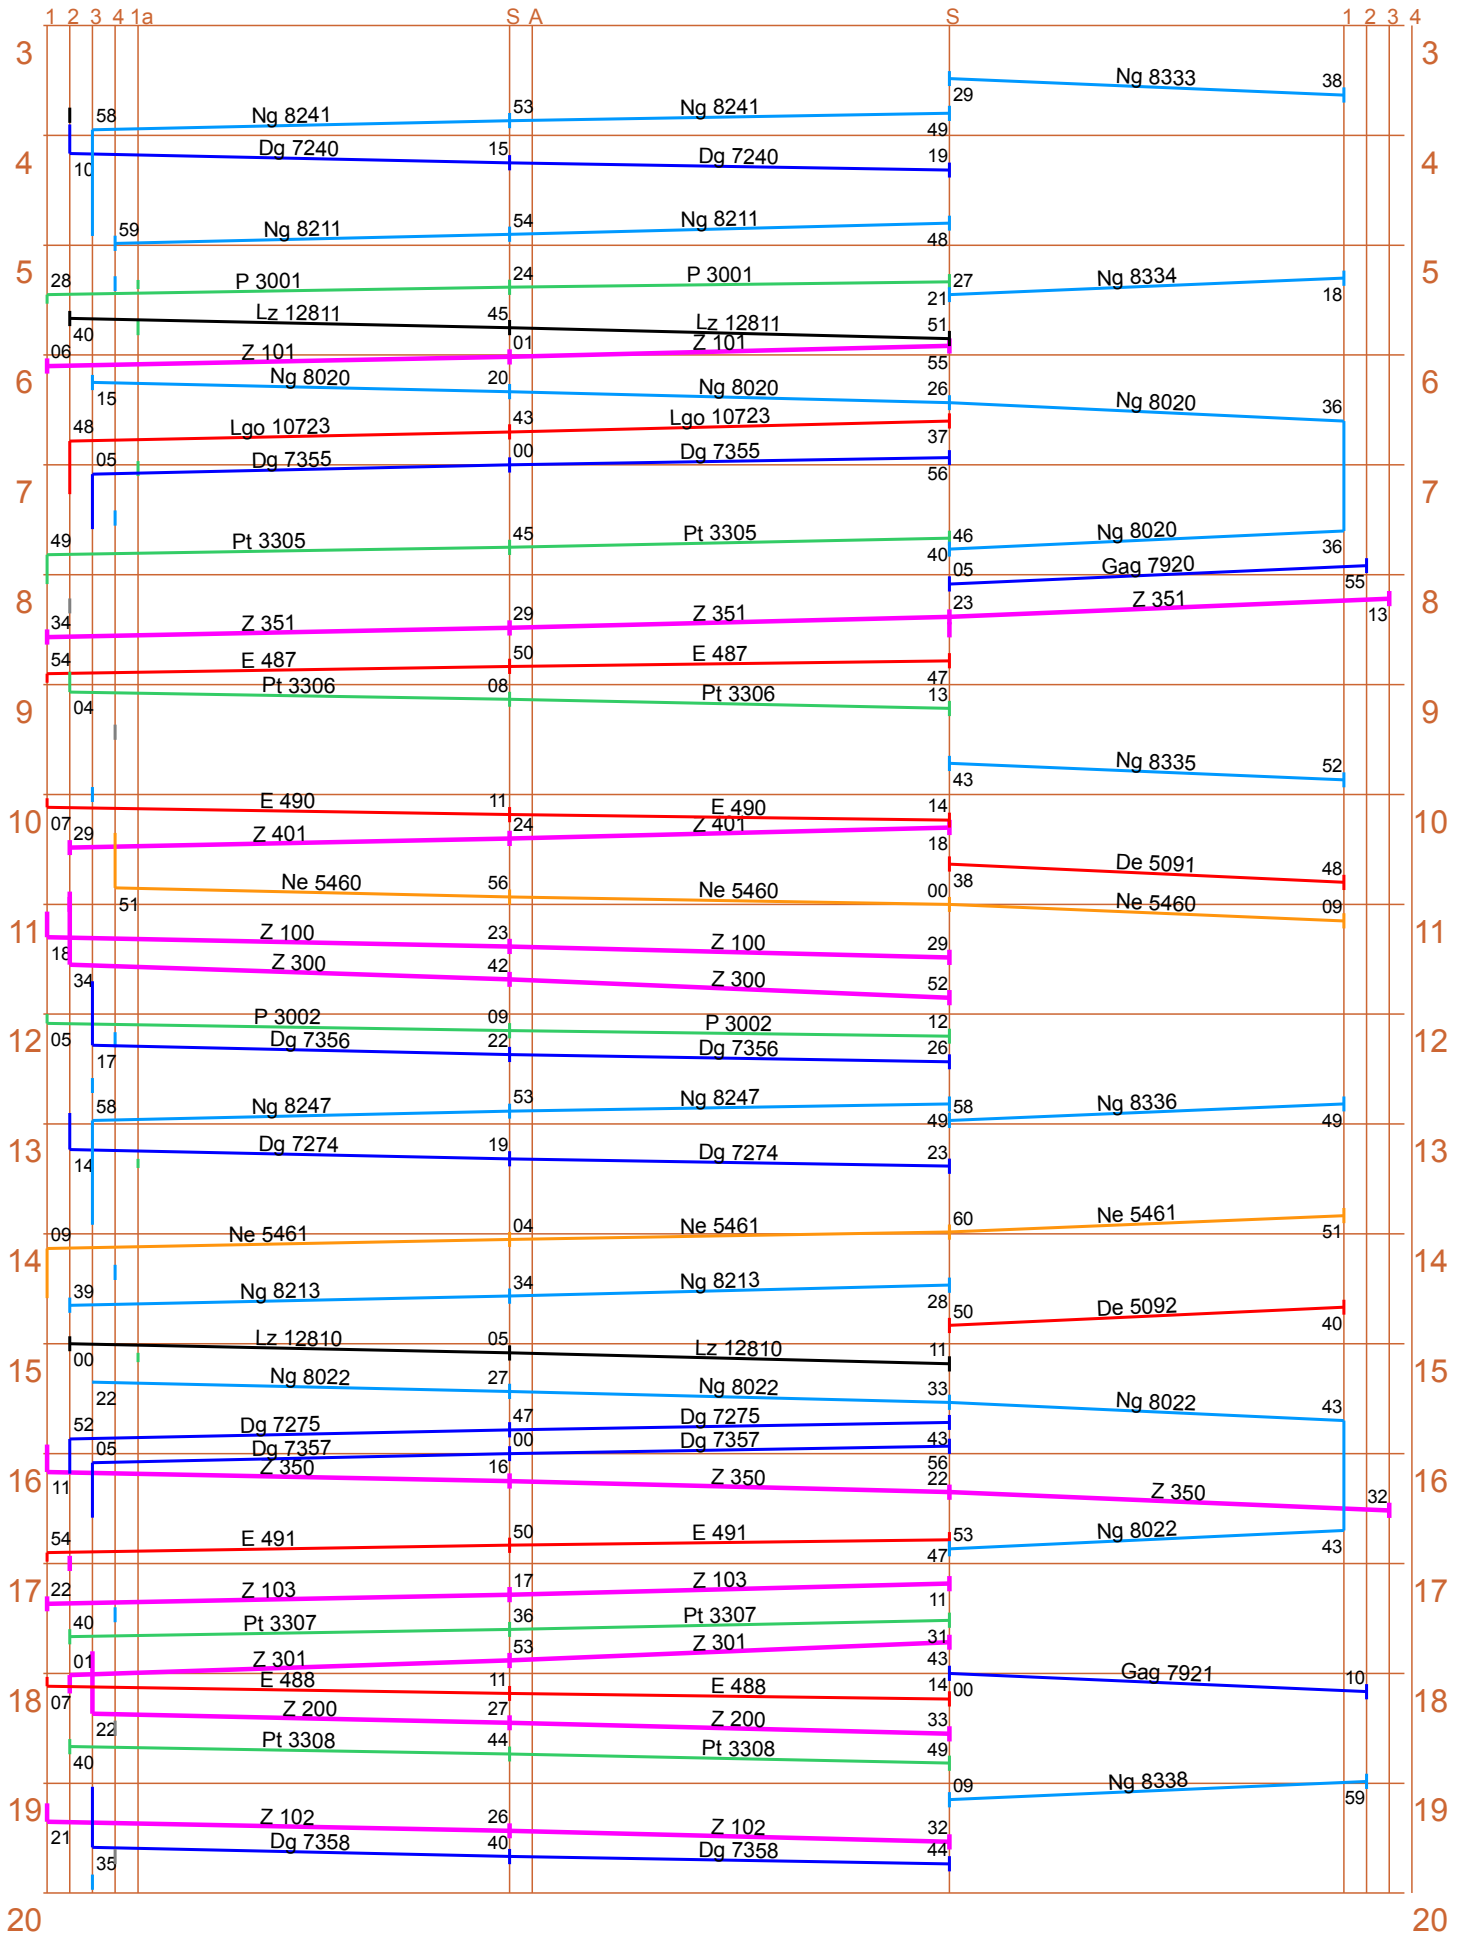 1 2 3 4 1a S A S 1 2 3 4
3 3
Ng 8333 38
29
58 Ng 8241 53 Ng 8241
49
4 10 Dg 7240 15 Dg 7240 19 4
59 Ng 8211 54 Ng 8211
48
5 5
28 P 3001 24 P 3001 27 Ng 8334
21 18
40 Lz 12811 45 Lz 12811 51
06 Z 101 01 Z 101
55
6 6
15 Ng 8020 20 Ng 8020 26 Ng 8020 36
48 Lgo 10723 43 Lgo 10723
37
05 Dg 7355 00 Dg 7355
56
7 7
49 Pt 3305 45 Pt 3305 46 Ng 8020
40 36
05 Gag 7920
55
8 8
34 Z 351 29 Z 351 23 Z 351
13
54 E 487 50 E 487
47
04 Pt 3306 08 Pt 3306 13
9 9
43 Ng 8335 52
10 10
07 E 490 11 E 490 14
29 Z 401 24 Z 401
18
38 De 5091 48
51 Ne 5460 56 Ne 5460 00 Ne 5460 09
11 11
18 Z 100 23 Z 100 29
34 Z 300 42 Z 300 52
12 12
05 P 3002 09 P 3002 12
17 Dg 7356 22 Dg 7356 26
58 Ng 8247 53 Ng 8247 58 Ng 8336
49 49
13 14 Dg 7274 19 Dg 7274 23 13
09 Ne 5461 04 Ne 5461 60 Ne 5461
51
14 14
39 Ng 8213 34 Ng 8213
28
50 De 5092
40
00 Lz 12810 05 Lz 12810 11
15 15
22 Ng 8022 27 Ng 8022 33 Ng 8022 43
52 Dg 7275 47 Dg 7275
43
05 Dg 7357 00 Dg 7357
56
16 16
11 Z 350 16 Z 350 22 Z 350 32
54 E 491 50 E 491 53 Ng 8022
47 43
17 17
22 Z 103 17 Z 103
11
40 Pt 3307 36 Pt 3307
31
01 Z 301 53 Z 301
43
00 Gag 7921 10
07 E 488 11 E 488 14
18 18
22 Z 200 27 Z 200 33
40 Pt 3308 44 Pt 3308 49
09 Ng 8338
59
19 19
21 Z 102 26 Z 102 32
35 Dg 7358 40 Dg 7358 44
20 20